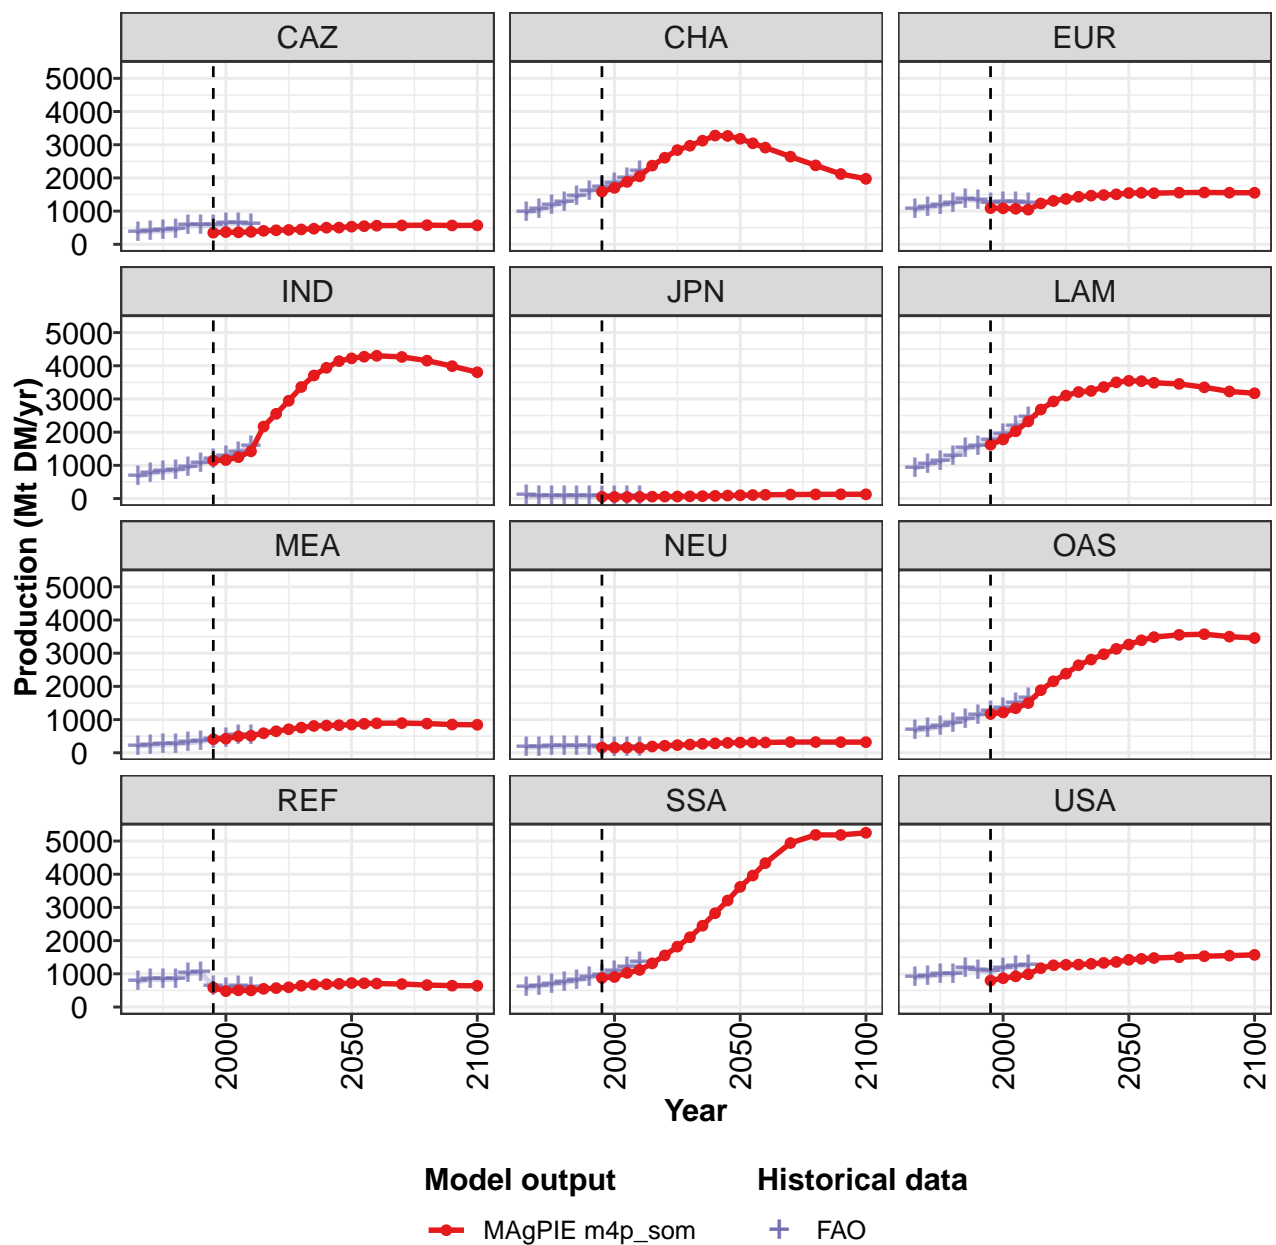 CAZ CHA EUR
5000
4000
3000
2000
1000
0
IND JPN LAM
5000
4000
3000
2000
1000
0
MEA NEU OAS
5000
4000
3000
2000
1000
0
REF SSA USA
5000
4000
3000
2000
1000
0
Production (Mt DM/yr)
2000 2050 2100 2000 2050 2100 2000 2050 2100
Year
Model output Historical data
MAgPIE m4p_som FAO